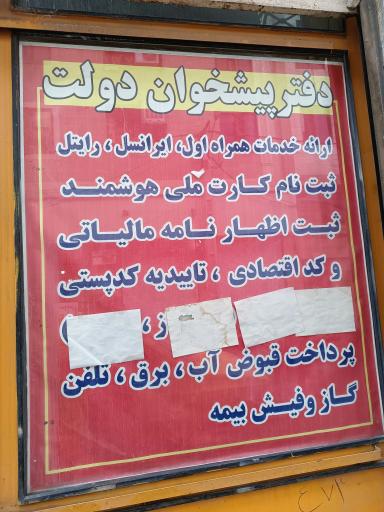 دفتر پیشخوان دولت
ارائه خدمات همراه اول، ایرانسل، رایتل
ثبت نام کارت ملی هوشمند
ثبت اظهار نامه مالیاتی
و کد اقتصادی ، تاییدیه کدپستی
پرداخت قبوض آب ، برق ، تلفن
گاز و فیش بیمه